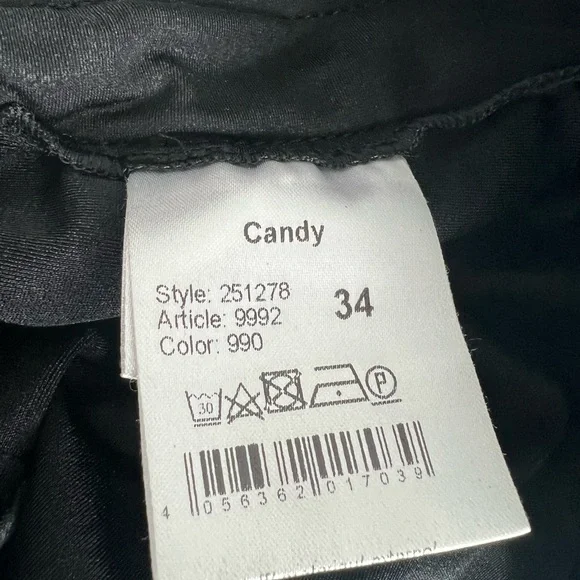 Candy
Style: 251278
Article: 9992
Color: 990
34
30
P
4 056362 017039